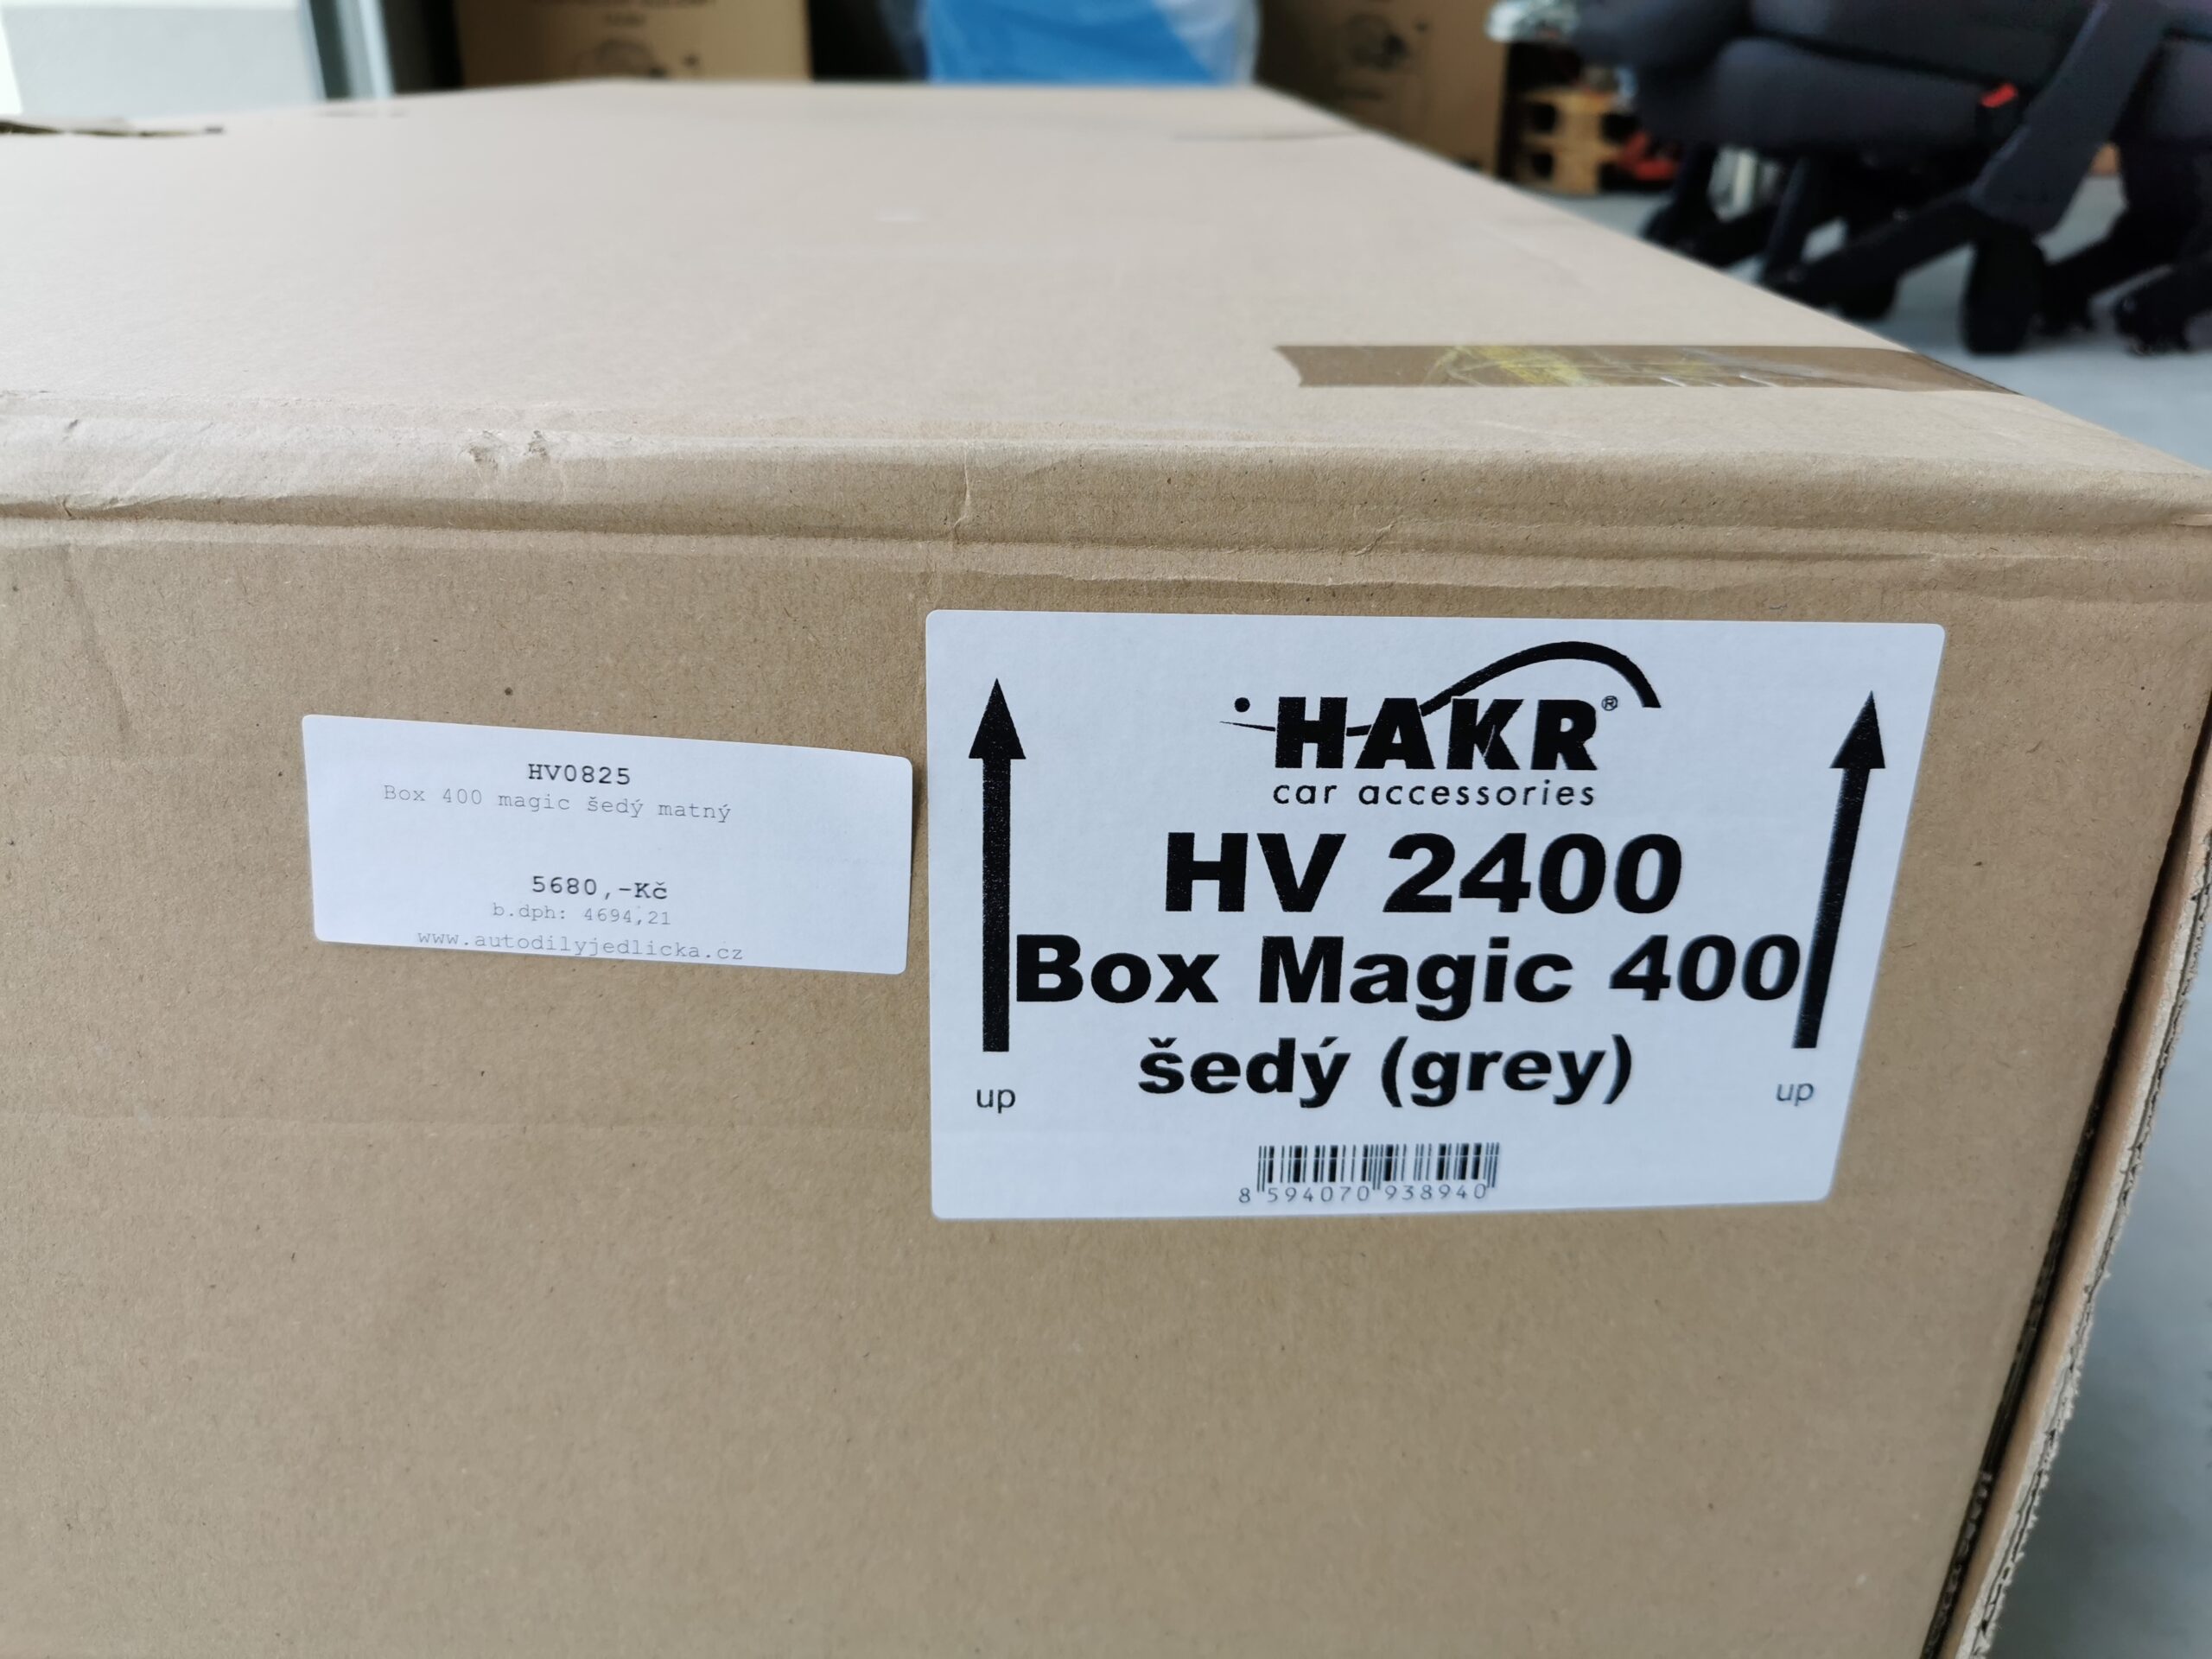 HV0825
Box 400 magic šedý matný
5680,-Kč
b.dph: 4694,21
www.autodilyjedlicka.cz
HAKR®
car accessories
HV 2400
Box Magic 400
šedý (grey)
up
up
8 594070 938940